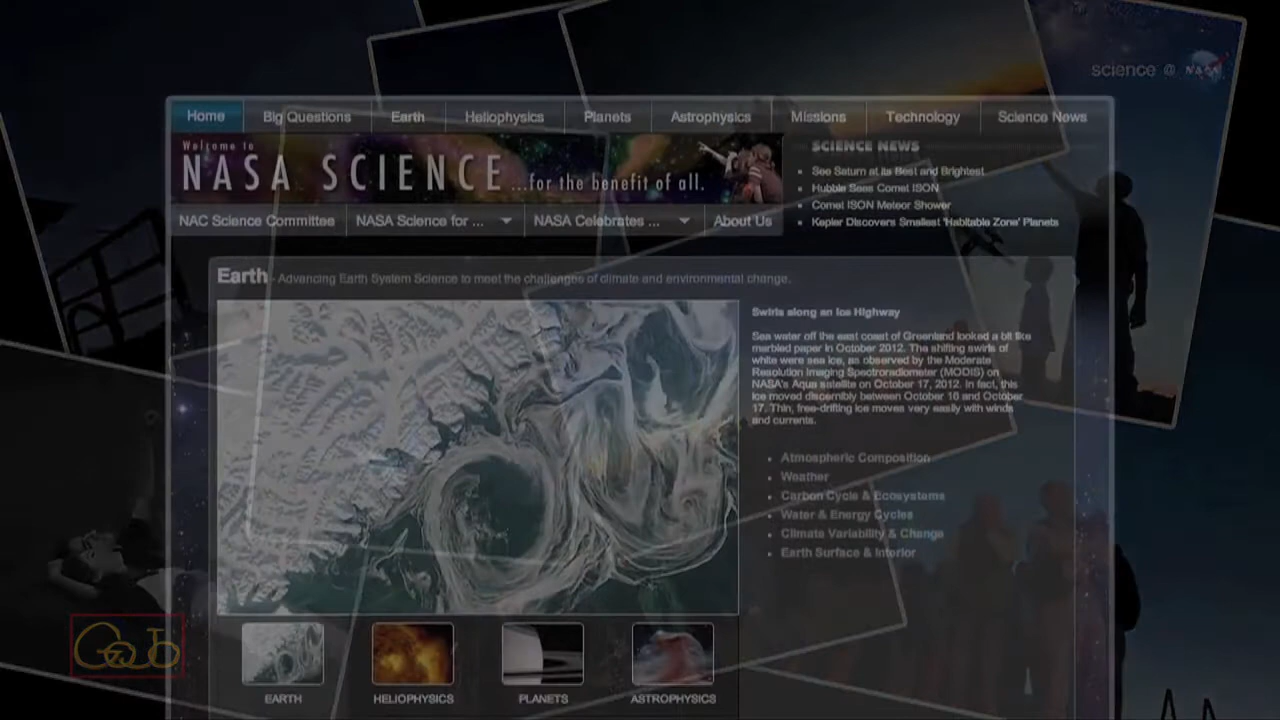 science @ NASA
Home Big Questions Earth Heliophysics Planets Astrophysics Missions Technology Science News
Welcome to
NASA SCIENCE ...for the benefit of all.
SCIENCE NEWS
See Saturn at its Best and Brightest
Hubble Sees Comet ISON
Comet ISON Meteor Shower
Kepler Discovers Smallest 'Habitable Zone' Planets
NAC Science Committee NASA Science for ... NASA Celebrates ... About Us
Earth - Advancing Earth System Science to meet the challenges of climate and environmental change.
Swirls along an Ice Highway
Sea water off the east coast of Greenland looked a bit like
marbled paper in October 2012. The shifting swirls of
white were sea ice, as observed by the Moderate
Resolution Imaging Spectroradiometer (MODIS) on
NASA's Aqua satellite on October 17, 2012. In fact, this
ice moved discernibly between October 16 and October
17. Thin, free-drifting ice moves very easily with winds
and currents.
Atmospheric Composition
Weather
Carbon Cycle & Ecosystems
Water & Energy Cycles
Climate Variability & Change
Earth Surface & Interior
EARTH HELIOPHYSICS PLANETS ASTROPHYSICS